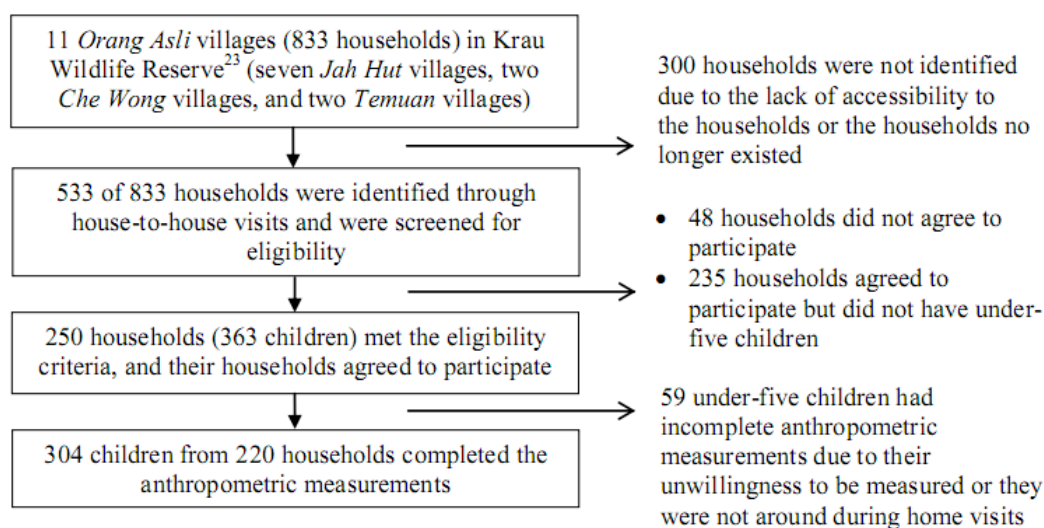 11 Orang Asli villages (833 households) in Krau
Wildlife Reserve23 (seven Jah Hut villages, two
Che Wong villages, and two Temuan villages)
300 households were not identified
due to the lack of accessibility to
the households or the households no
longer existed
533 of 833 households were identified through
house-to-house visits and were screened for
eligibility
• 48 households did not agree to
participate
• 235 households agreed to
participate but did not have under-
five children
250 households (363 children) met the eligibility
criteria, and their households agreed to participate
59 under-five children had
incomplete anthropometric
measurements due to their
unwillingness to be measured or they
were not around during home visits
304 children from 220 households completed the
anthropometric measurements